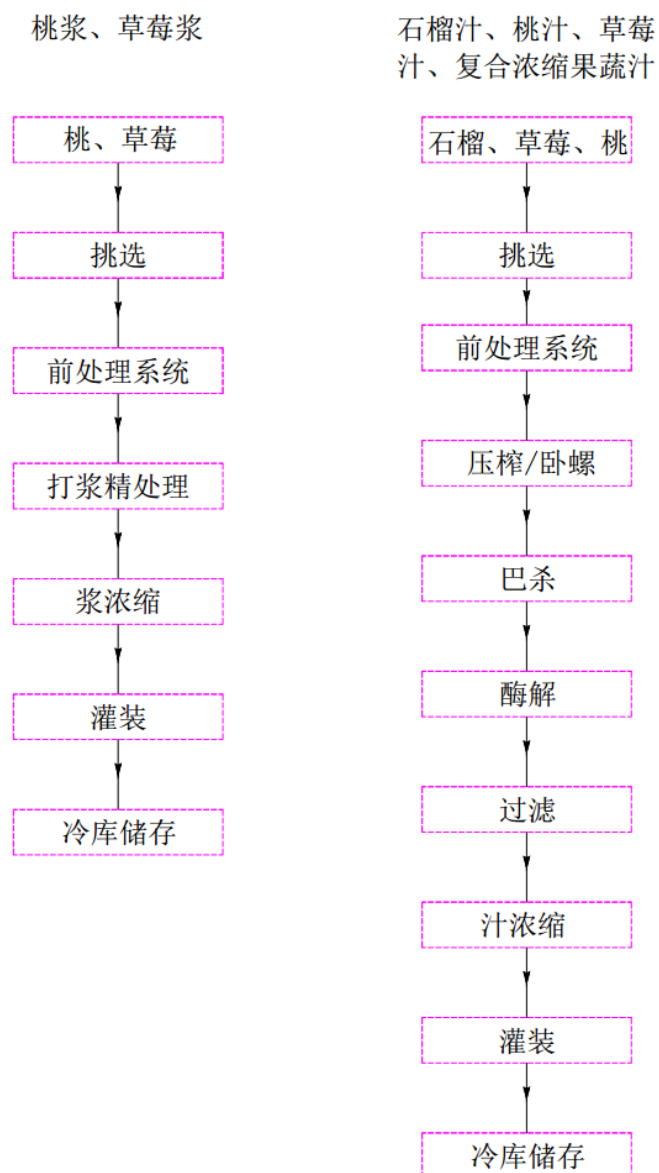 桃浆、草莓浆
桃、草莓
挑选
前处理系统
打浆精处理
浆浓缩
灌装
冷库储存
石榴汁、桃汁、草莓
汁、复合浓缩果蔬汁
石榴、草莓、桃
挑选
前处理系统
压榨/卧螺
巴杀
酶解
过滤
汁浓缩
灌装
冷库储存